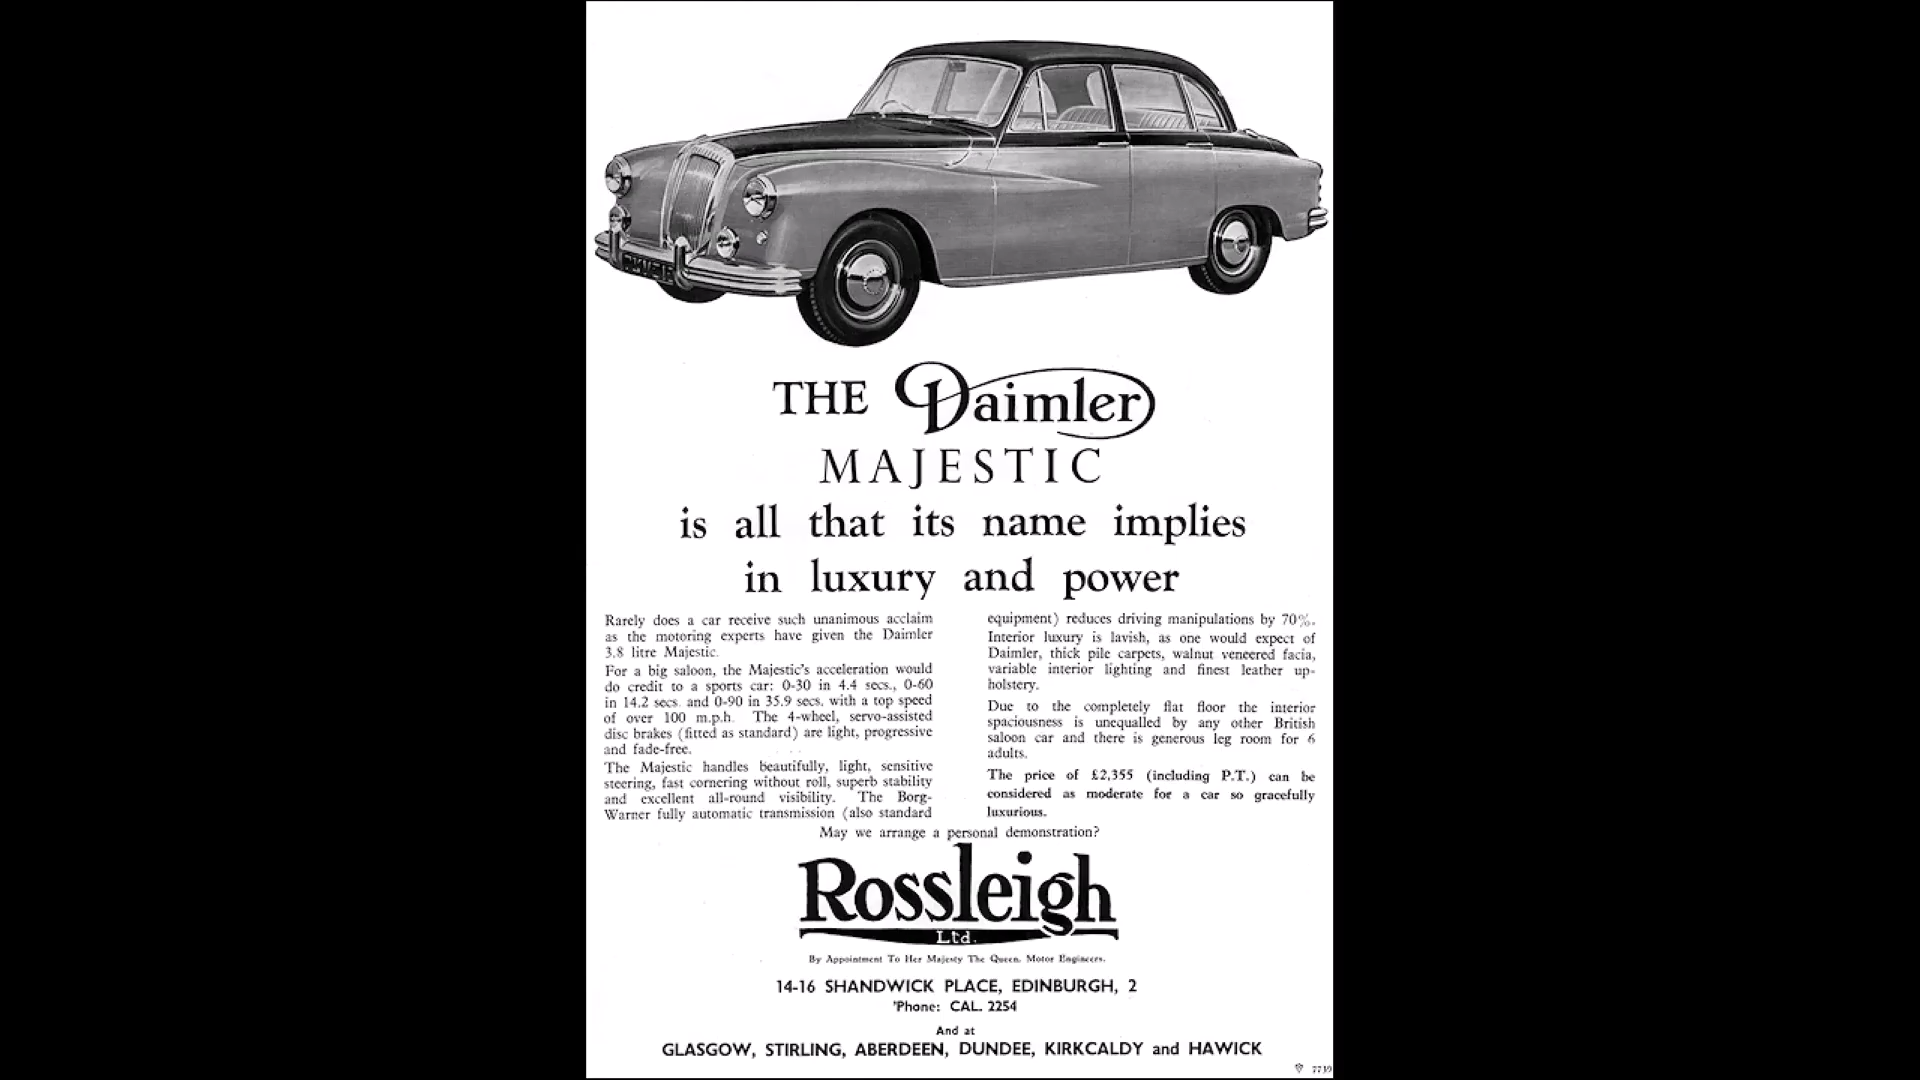 THE Daimler
MAJESTIC
is all that its name implies
in luxury and power
Rarely does a car receive such unanimous acclaim
as the motoring experts have given the Daimler
3.8 litre Majestic.
For a big saloon, the Majestic's acceleration would
do credit to a sports car: 0-30 in 4.4 secs., 0-60
in 14.2 secs. and 0-90 in 35.9 secs. with a top speed
of over 100 m.p.h. The 4-wheel, servo-assisted
disc brakes (fitted as standard) are light, progressive
and fade-free.
The Majestic handles beautifully, light, sensitive
steering, fast cornering without roll, superb stability
and excellent all-round visibility. The Borg-
Warner fully automatic transmission (also standard
equipment) reduces driving manipulations by 70%.
Interior luxury is lavish, as one would expect of
Daimler, thick pile carpets, walnut veneered facia,
variable interior lighting and finest leather up-
holstery.
Due to the completely flat floor the interior
spaciousness is unequalled by any other British
saloon car and there is generous leg room for 6
adults.
The price of £2,355 (including P.T.) can be
considered as moderate for a car so gracefully
luxurious.
May we arrange a personal demonstration?
Rossleigh
Ltd.
By Appointment To Her Majesty The Queen. Motor Engineers.
14-16 SHANDWICK PLACE, EDINBURGH, 2
'Phone: CAL. 2254
And at
GLASGOW, STIRLING, ABERDEEN, DUNDEE, KIRKCALDY and HAWICK
7739